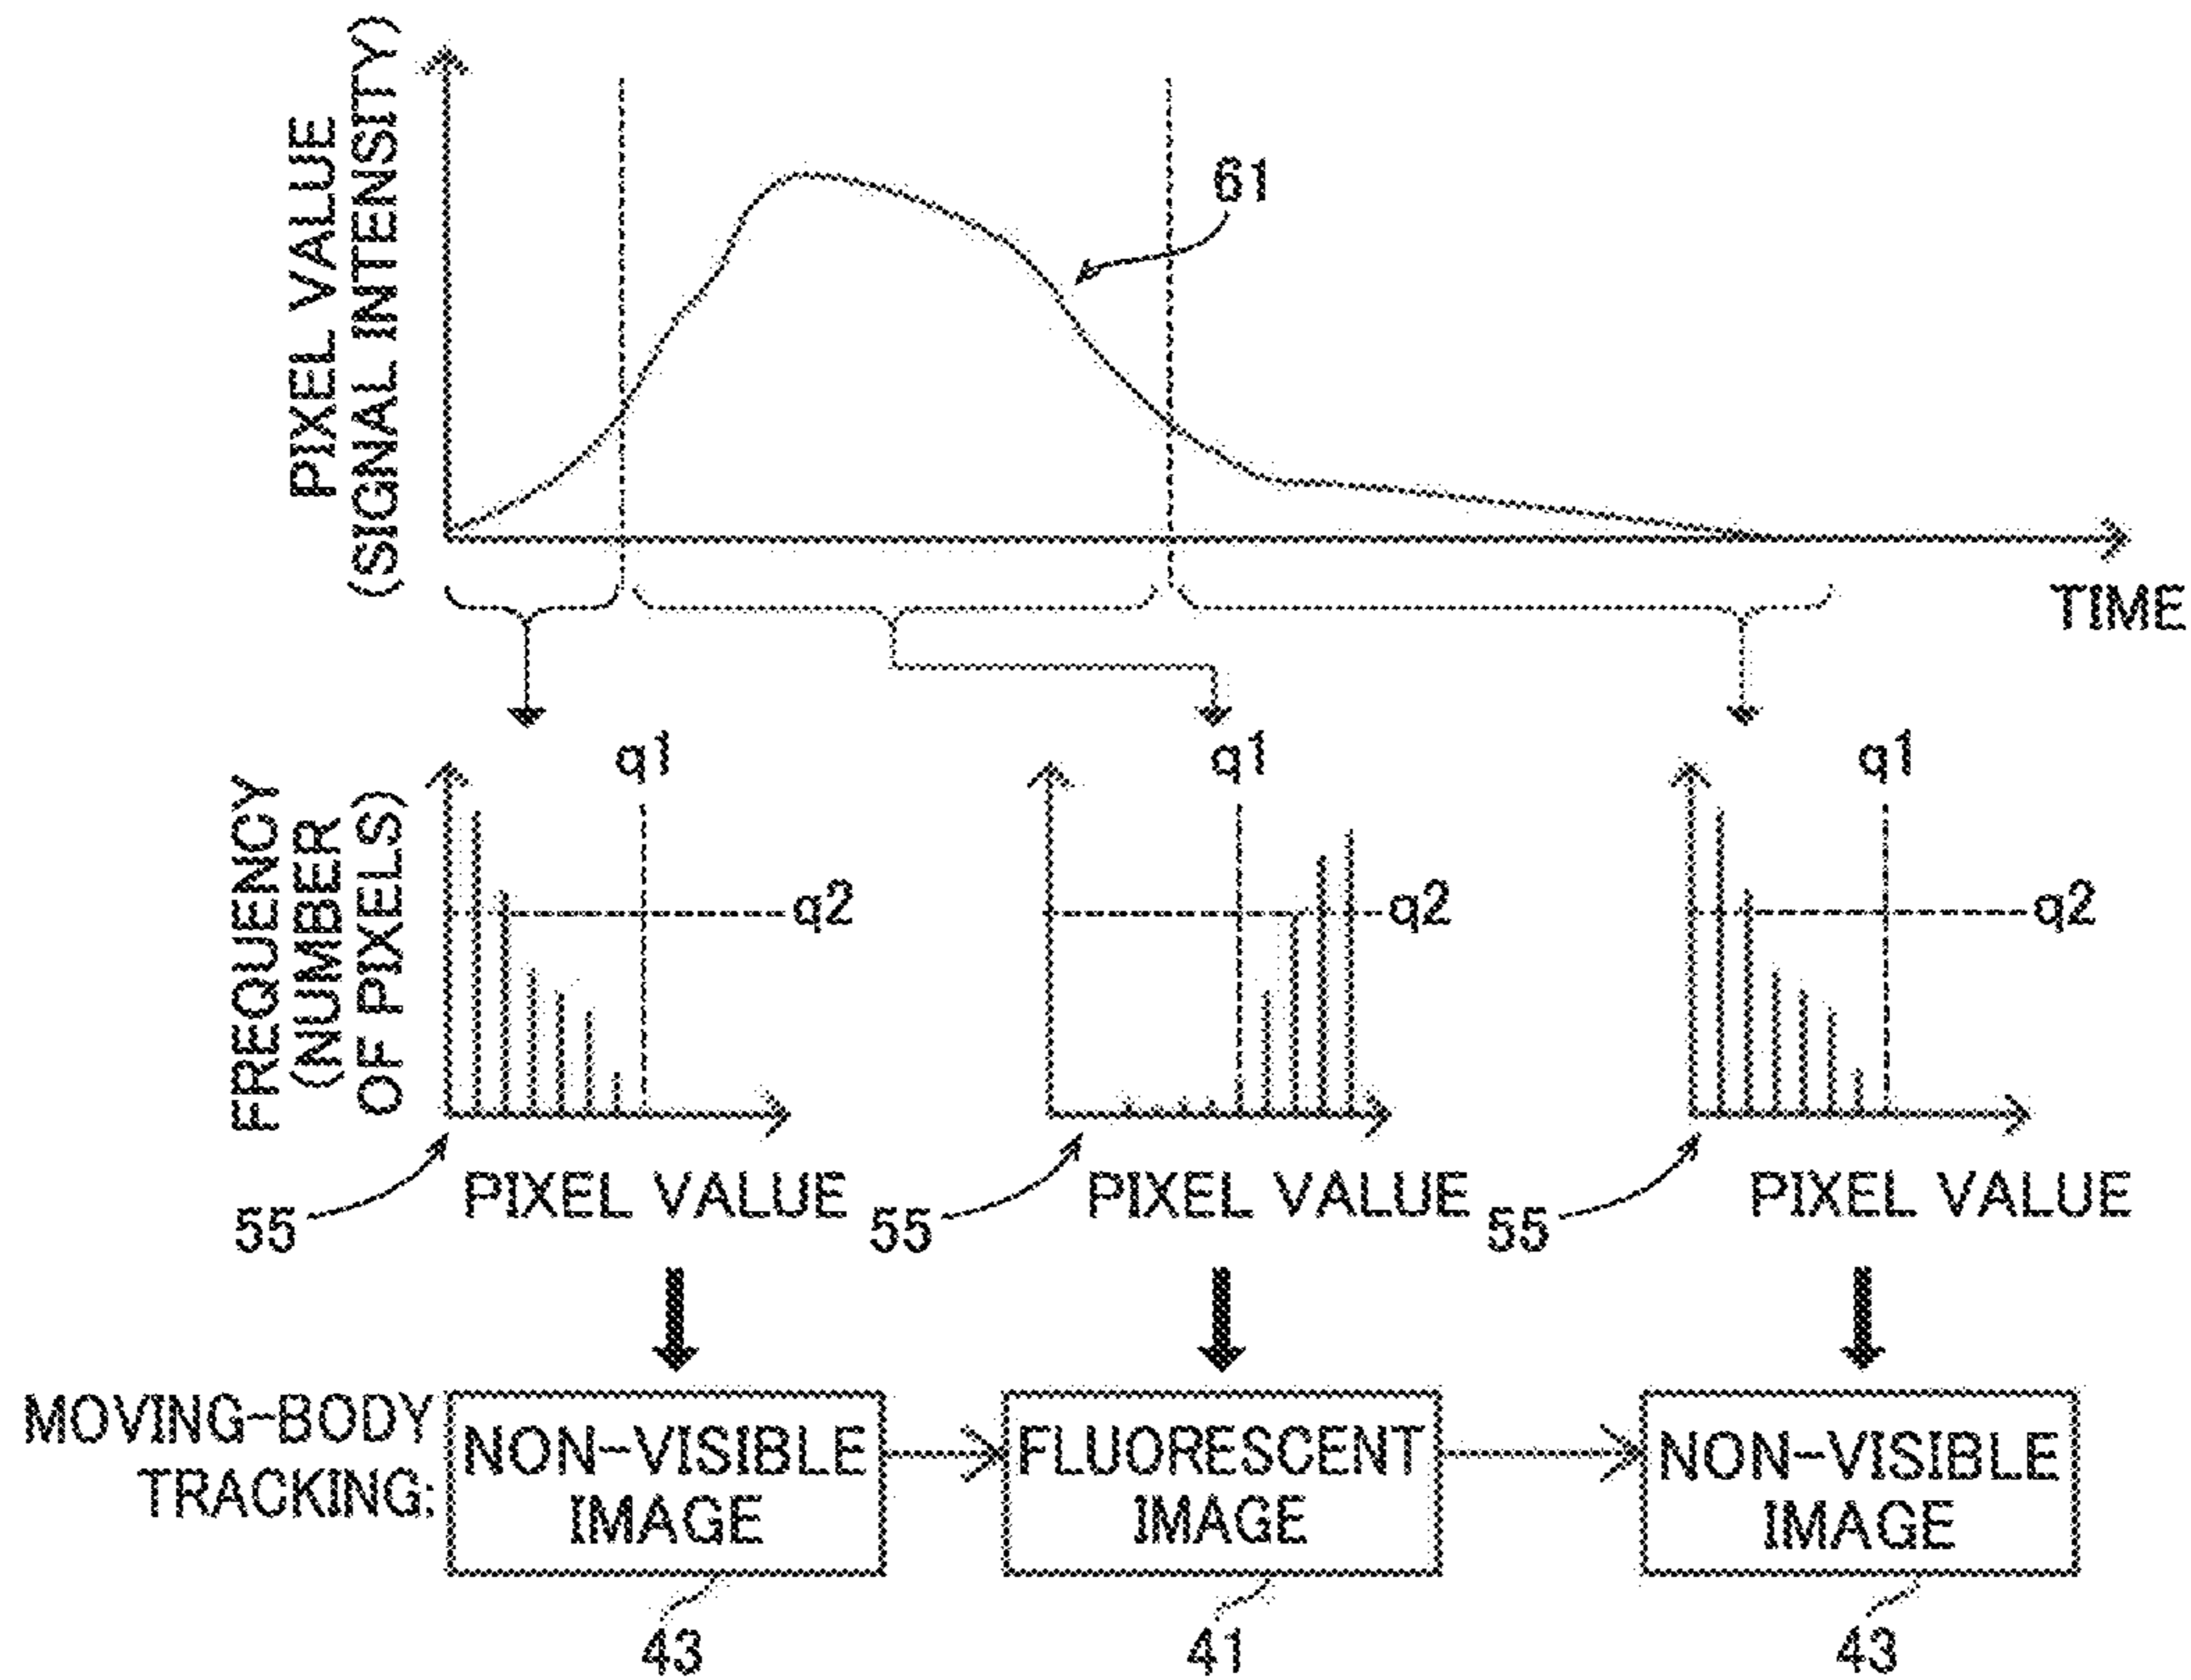 PIXEL VALUE
(SIGNAL INTENSITY)
61
TIME
FREQUENCY
(NUMBER
OF PIXELS)
q1
q2
q1
q2
q1
q2
55
PIXEL VALUE
55
PIXEL VALUE
55
PIXEL VALUE
MOVING-BODY
TRACKING:
NON-VISIBLE
IMAGE
FLUORESCENT
IMAGE
NON-VISIBLE
IMAGE
43
41
43